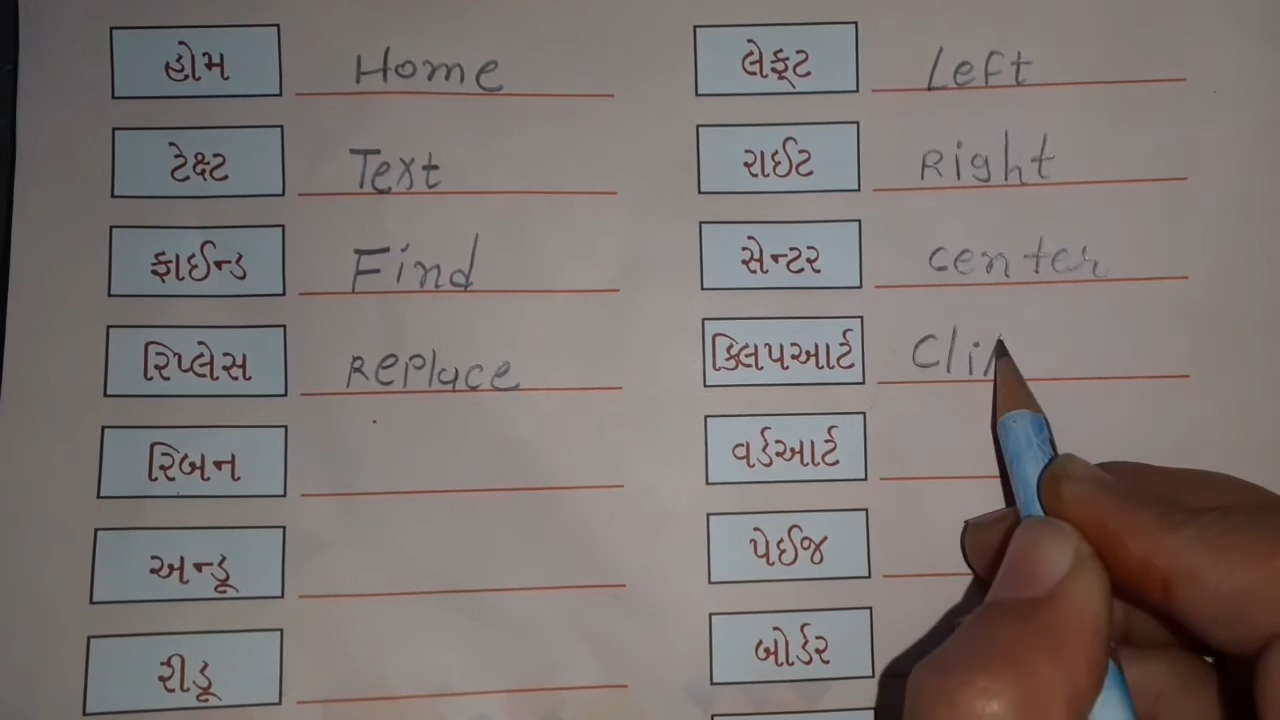 હોમ Home
ટેક્ષ્ટ Text
ફાઈન્ડ Find
રિપ્લેસ Replace
રિબન
અન્ડૂ
રીડૂ
લેફ્ટ Left
રાઈટ Right
સેન્ટર center
ક્લિપઆર્ટ Cli
વર્ડઆર્ટ
પેઈજ
બોર્ડર